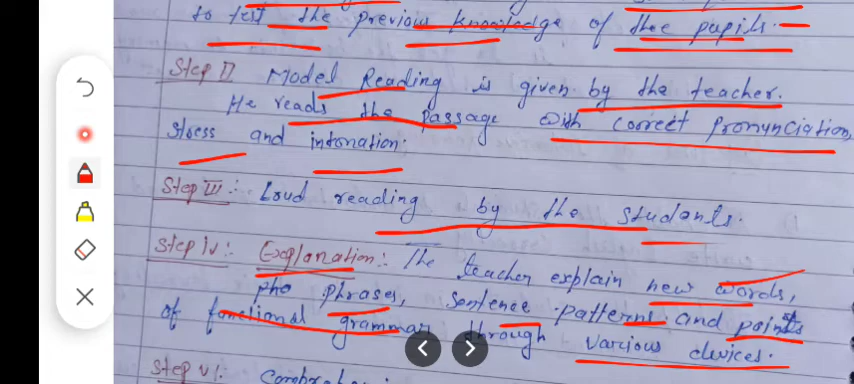 to test the previous knowledge of the pupils.
Step II Model Reading is given by the teacher.
He reads the passage with correct pronunciation,
stress and intonation.
Step III:- Loud reading by the students.
Step iv:- Explanation:- The teacher explain new words,
pho phrases, sentence patterns and points
of functional grammar through various devices.
Step v:-